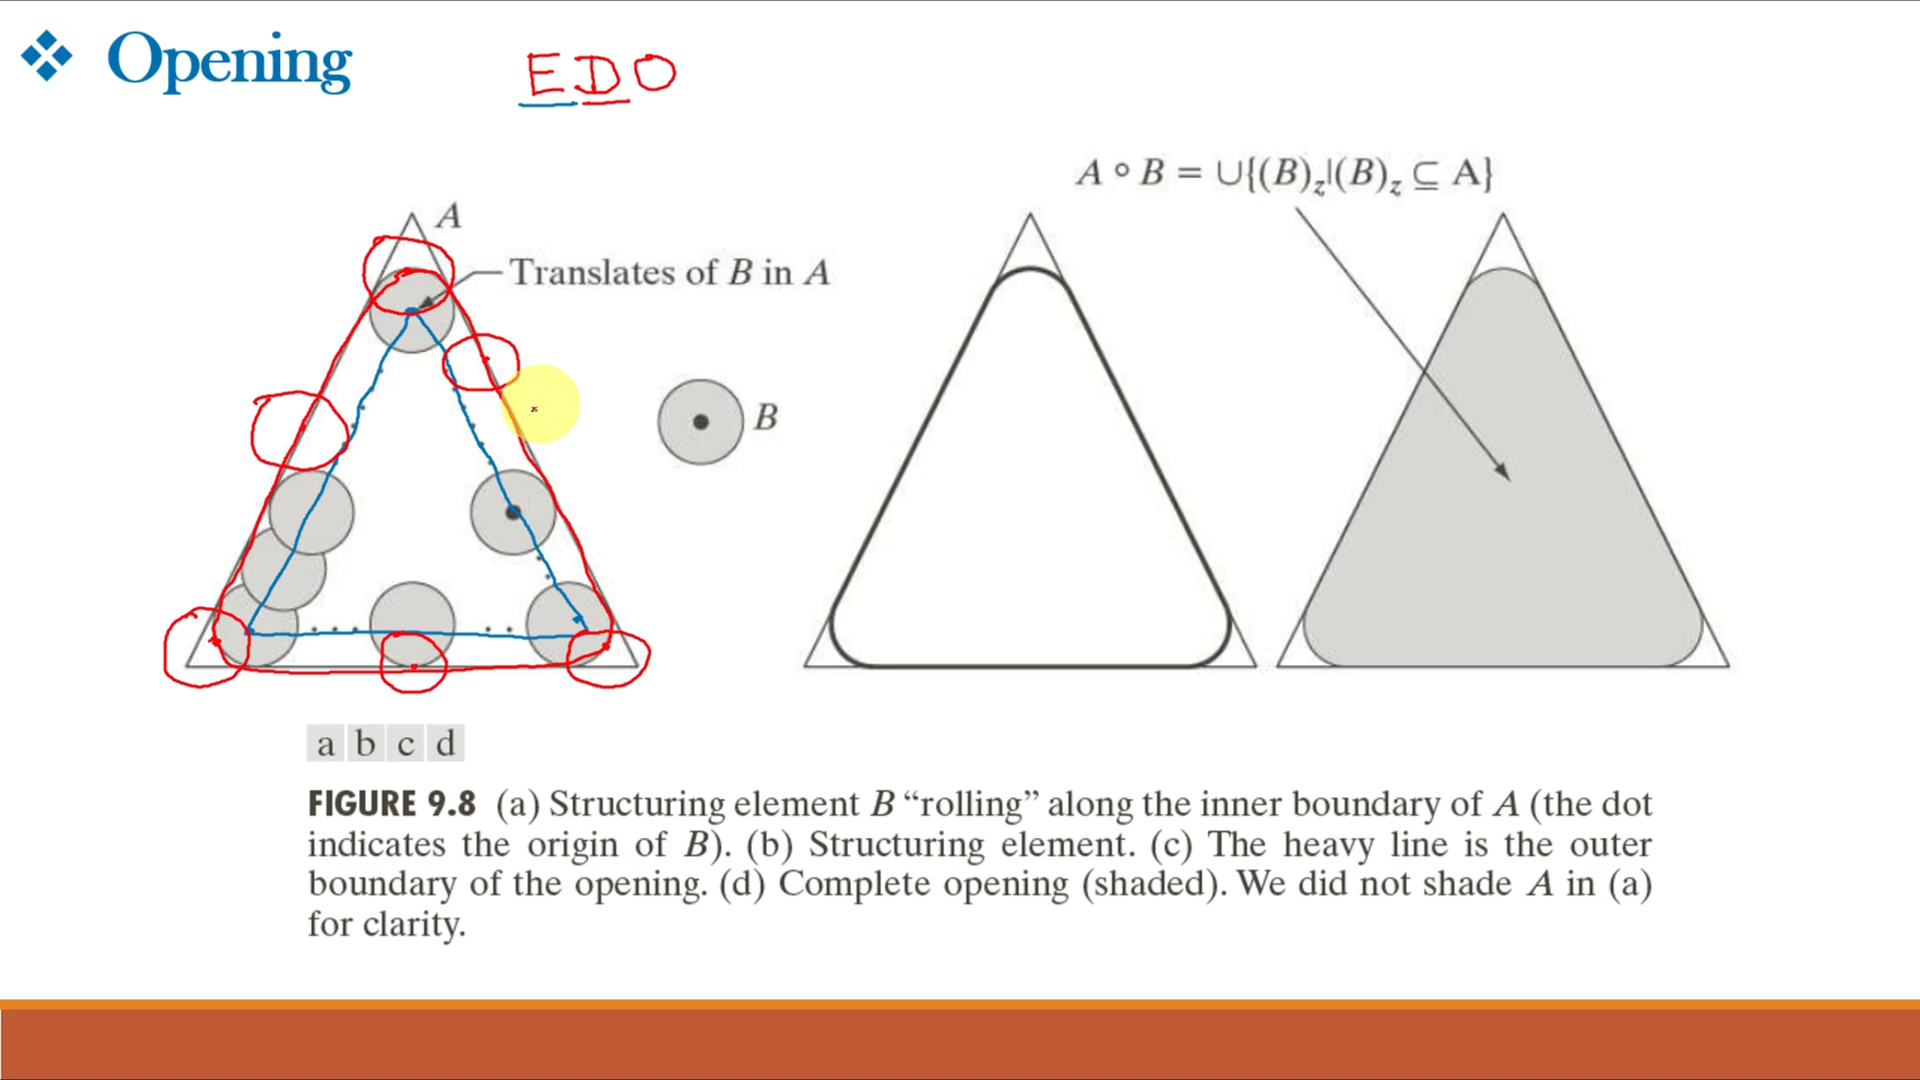 ❖ Opening
EDO
A ∘ B = ∪{(B)z|(B)z ⊆ A}
A
Translates of B in A
B
a b c d
FIGURE 9.8 (a) Structuring element B “rolling” along the inner boundary of A (the dot
indicates the origin of B). (b) Structuring element. (c) The heavy line is the outer
boundary of the opening. (d) Complete opening (shaded). We did not shade A in (a)
for clarity.